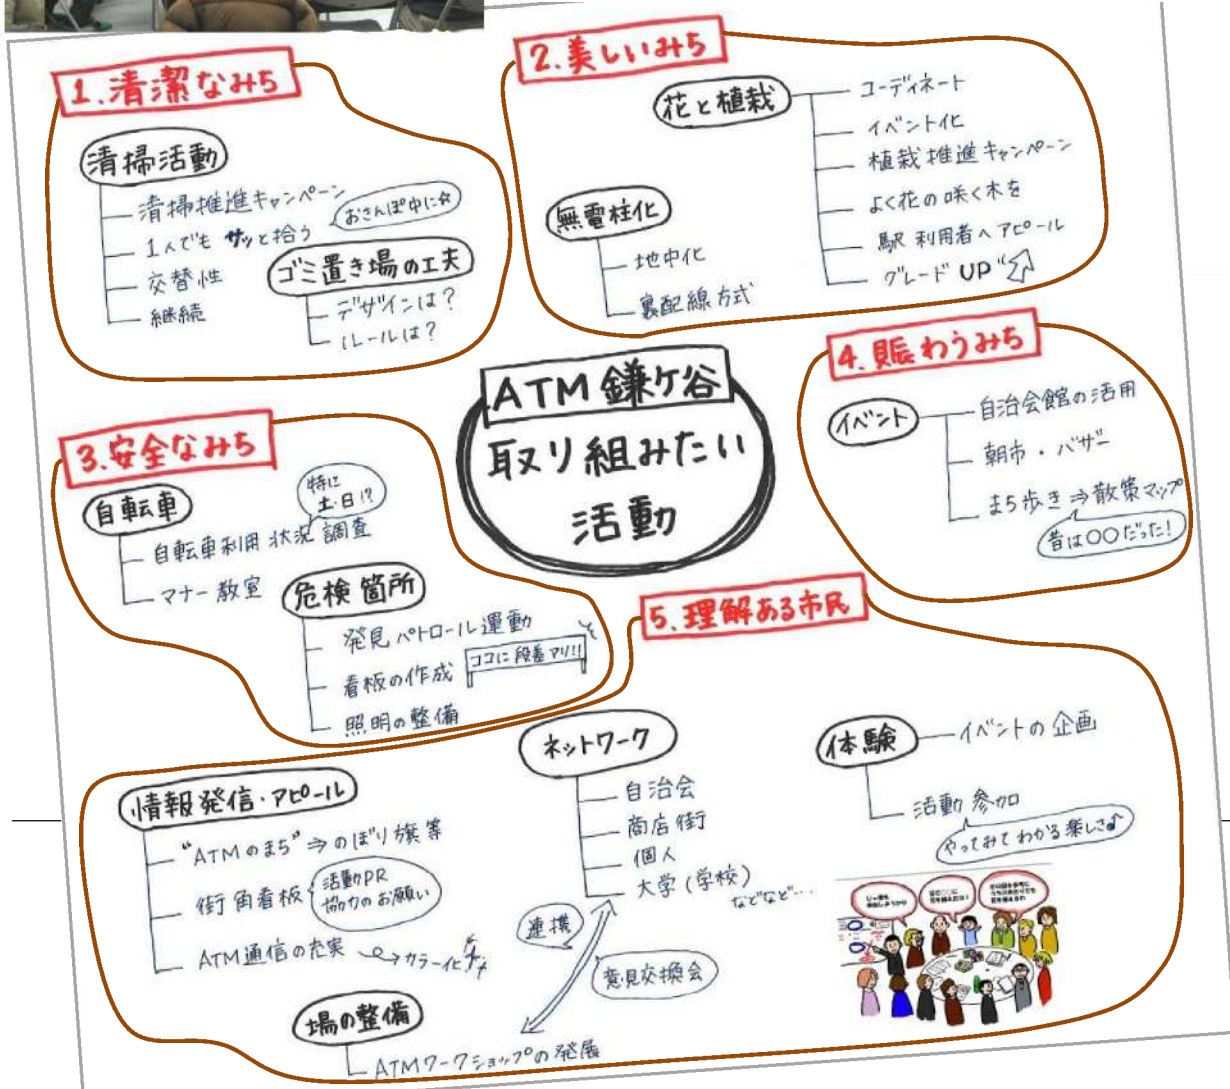 ATM鎌ケ谷
取り組みたい
活動
1.清潔なみち
清掃活動
清掃推進キャンペーン
おさんぽ中に☆
1人でも サッと拾う
交替性
継続
ゴミ置き場の工夫
デザインは?
ルールは?
2.美しいみち
花と植栽
コーディネート
イベント化
植栽推進キャンペーン
よく花の咲く木を
駅利用者へアピール
グレードUP
無電柱化
地中化
裏配線方式
3.安全なみち
自転車
特に
土・日!?
自転車利用状況調査
マナー教室
危検箇所
発見パトロール運動
看板の作成
ココに段差アリ!!
照明の整備
4.賑わうみち
イベント
自治会館の活用
朝市・バザー
まち歩き⇒散策マップ
昔は〇〇だった!
5.理解ある市民
情報発信・アピール
"ATMのまち"⇒のぼり旗等
街角看板
活動PR
協力のお願い
ATM通信の充実
カラー化
ネットワーク
自治会
商店街
個人
大学(学校)
などなど…
連携
意見交換会
場の整備
ATMワークショップの発展
体験
イベントの企画
活動参加
やってみてわかる楽しさ♪